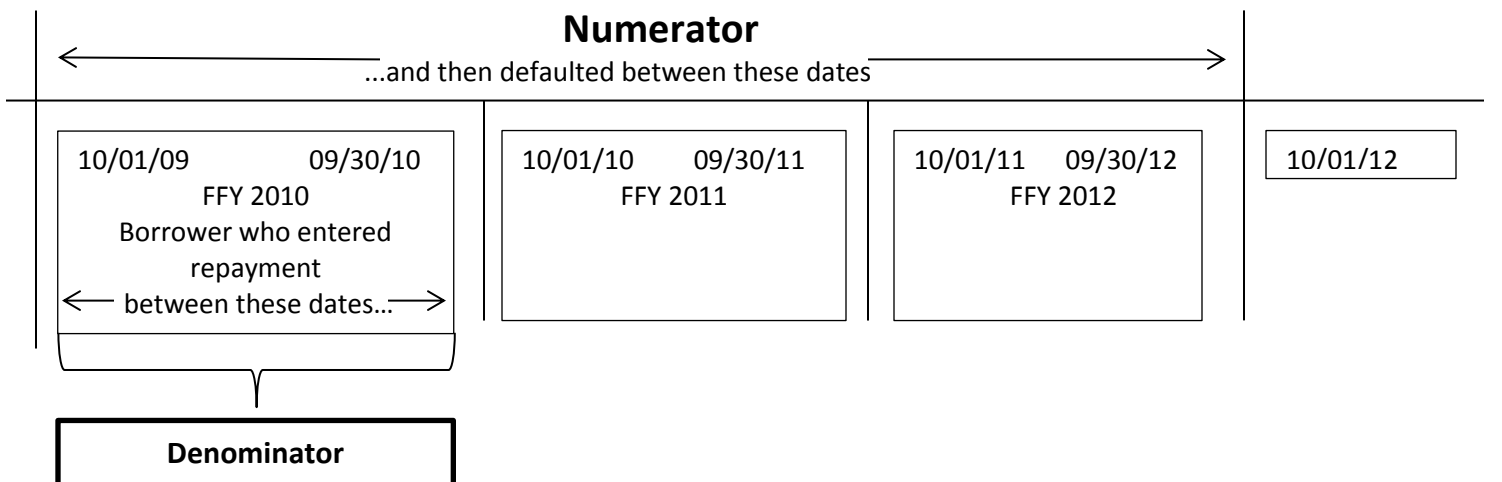 Numerator
...and then defaulted between these dates
10/01/09 09/30/10
FFY 2010
Borrower who entered
repayment
between these dates…
10/01/10 09/30/11
FFY 2011
10/01/11 09/30/12
FFY 2012
10/01/12
Denominator